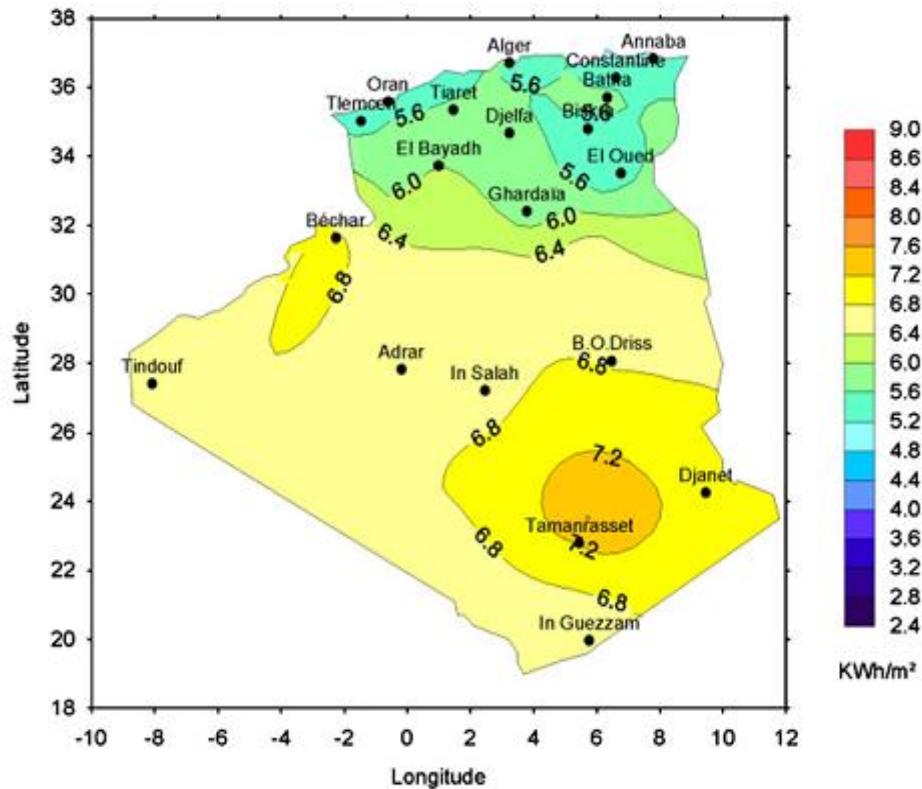 38
36
34
32
30
28
26
24
22
20
18
Latitude
-10 -8 -6 -4 -2 0 2 4 6 8 10 12
Longitude
Annaba
Alger
Constantine
Oran
5.6
Batna
Tlemcen
5.6
Tiaret
Djelfa
Biskra
5.6
El Bayadh
El Oued
5.6
6.0
Ghardaïa
6.0
Béchar
6.4
6.4
6.8
Adrar
B.O.Driss
6.8
Tindouf
In Salah
6.8
7.2
Djanet
Tamanrasset
7.2
6.8
6.8
In Guezzam
9.0
8.6
8.2
8.0
7.6
7.2
6.8
6.4
6.0
5.6
5.2
4.8
4.4
4.0
3.6
3.2
2.8
2.4
KWh/m²